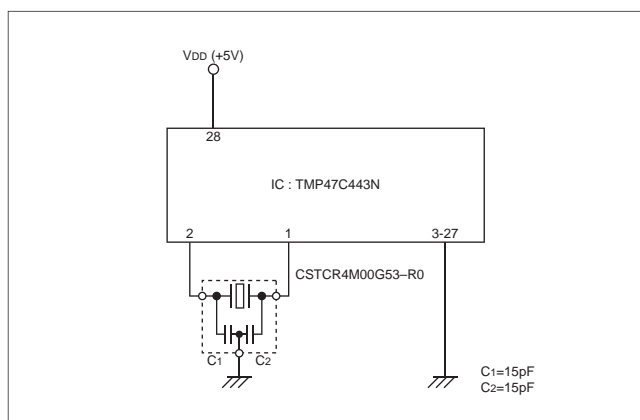 VDD (+5V)
28
IC : TMP47C443N
2
1
3-27
CSTCR4M00G53–R0
C1
C2
C1=15pF
C2=15pF